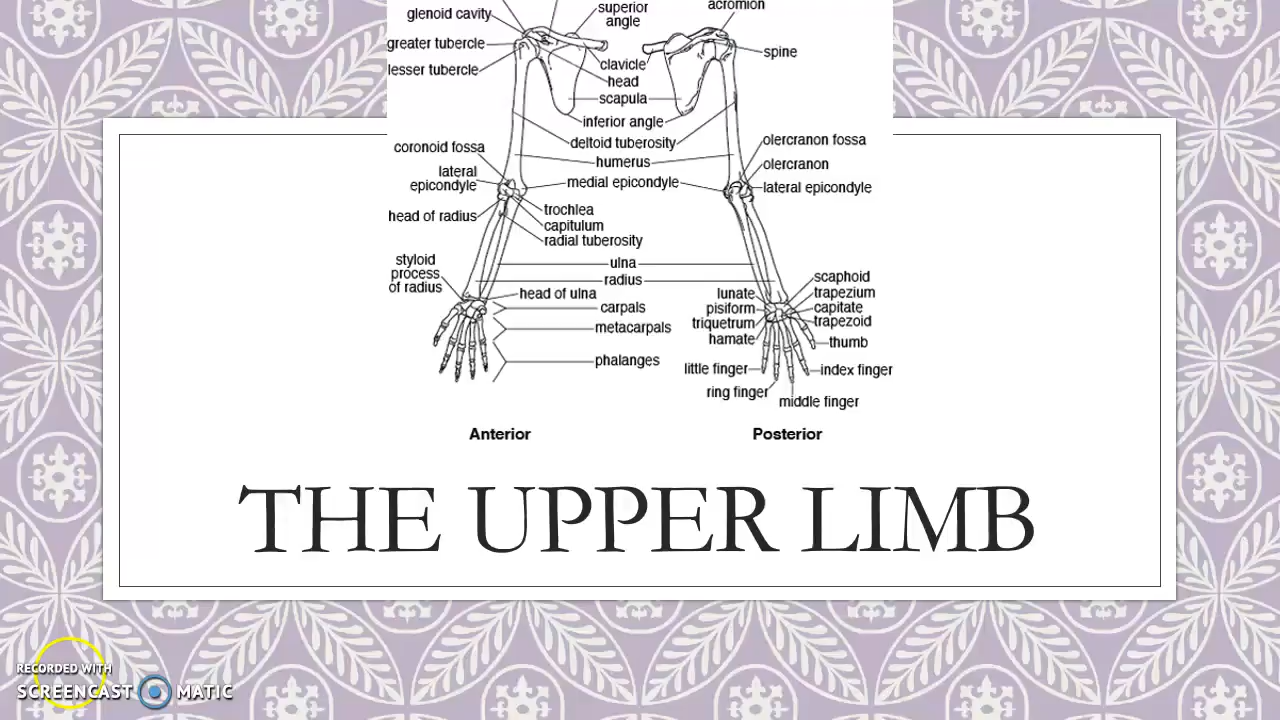 acromion
superior
angle
glenoid cavity
greater tubercle
spine
clavicle
lesser tubercle
head
scapula
inferior angle
deltoid tuberosity
olercranon fossa
coronoid fossa
humerus
olercranon
lateral
epicondyle
medial epicondyle
lateral epicondyle
head of radius
trochlea
capitulum
radial tuberosity
ulna
styloid
process
of radius
radius
scaphoid
head of ulna
lunate
trapezium
carpals
pisiform
capitate
metacarpals
triquetrum
trapezoid
hamate
thumb
phalanges
little finger
index finger
ring finger
middle finger
Anterior
Posterior
THE UPPER LIMB
RECORDED WITH
SCREENCAST MATIC